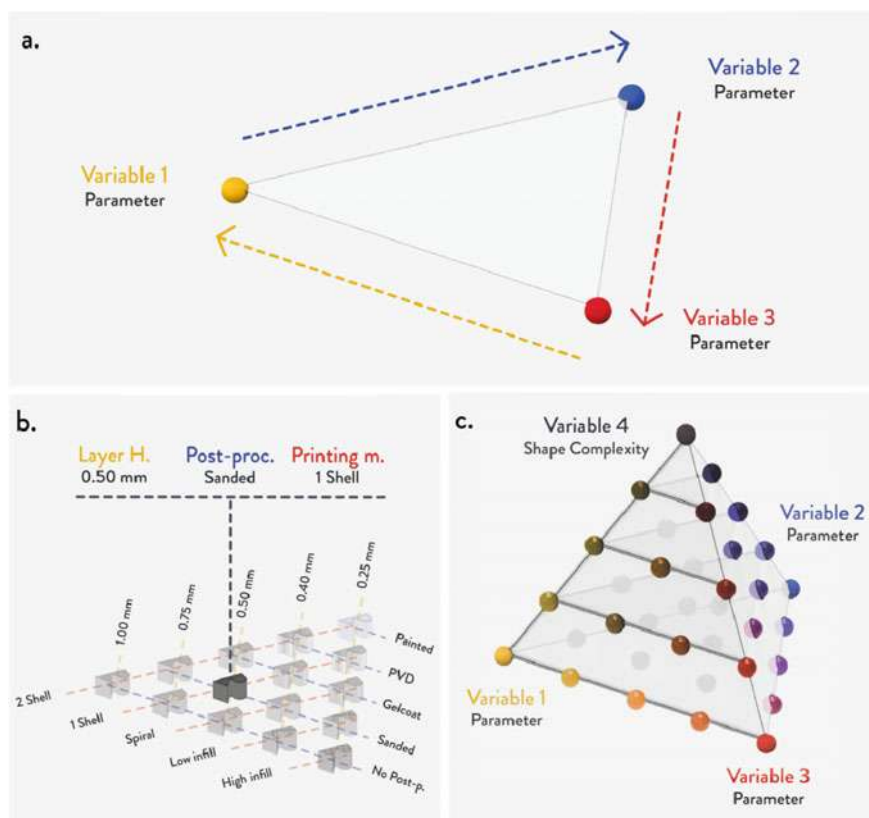 a.
Variable 2
Parameter
Variable 1
Parameter
Variable 3
Parameter
b.
Layer H.
0.50 mm
Post-proc.
Sanded
Printing m.
1 Shell
1.00 mm
0.75 mm
0.50 mm
0.40 mm
0.25 mm
Painted
PVD
Gelcoat
Sanded
No Post-p.
2 Shell
1 Shell
Spiral
Low infill
High infill
c.
Variable 4
Shape Complexity
Variable 2
Parameter
Variable 1
Parameter
Variable 3
Parameter